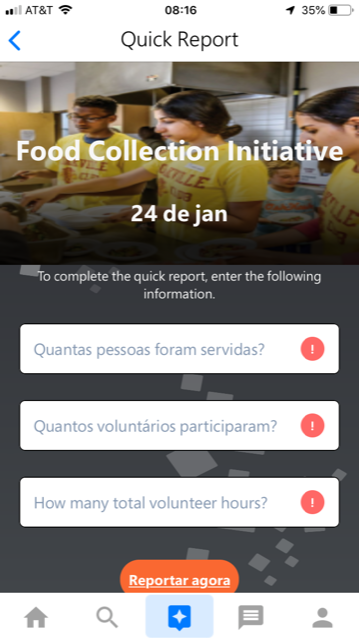 AT&T 08:16 35%
Quick Report
Food Collection Initiative
24 de jan
To complete the quick report, enter the following
information.
Quantas pessoas foram servidas? !
Quantos voluntários participaram? !
How many total volunteer hours? !
Reportar agora